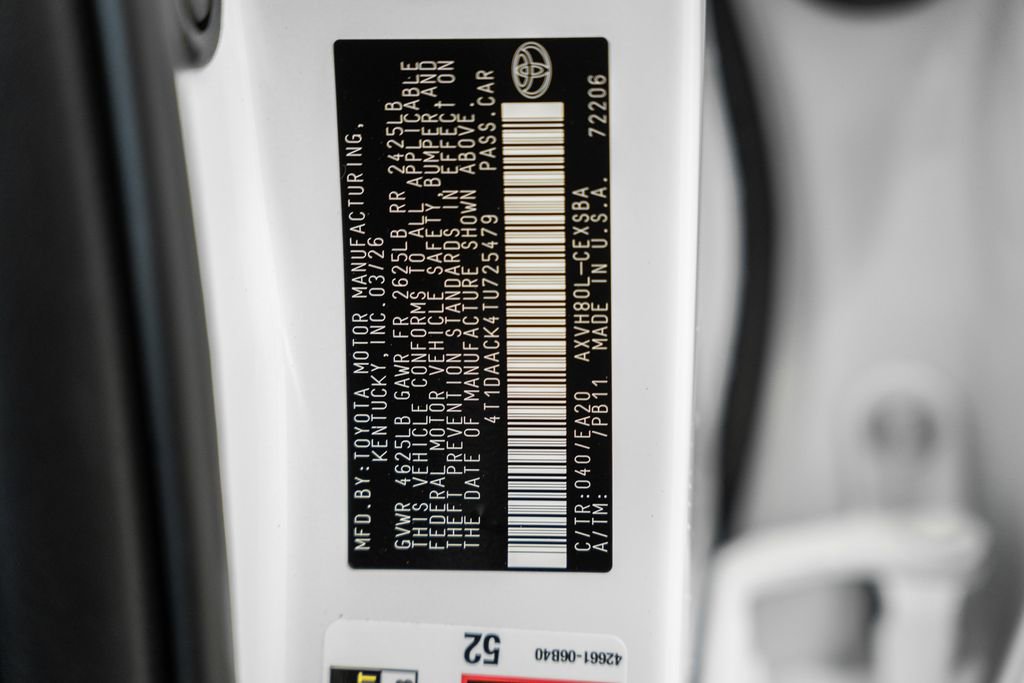 MFD.BY:TOYOTA MOTOR MANUFACTURING,
KENTUCKY,INC.03/26
GVWR 4625LB GAWR FR 2625LB RR 2425LB
THIS VEHICLE CONFORMS TO ALL APPLICABLE
FEDERAL MOTOR VEHICLE SAFETY,BUMPER AND
THEFT PREVENTION STANDARDS IN EFFECT ON
THE DATE OF MANUFACTURE SHOWN ABOVE.
4T1DAACK4TU725479 PASS.CAR
C/TR:040/EA20 AXVH80L-CEXSBA
A/TM: /PB11 MADE IN U.S.A. 72206
42661-06B40
52